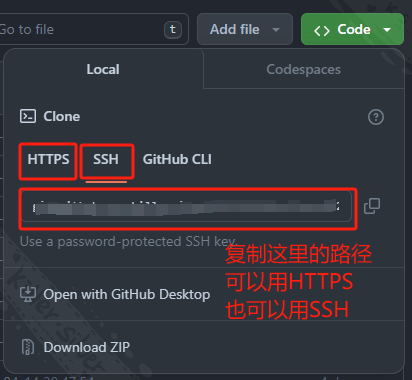 Go to file
t
Add file
Code
Local
Codespaces
Clone
HTTPS
SSH
GitHub CLI
Use a password-protected SSH key.
复制这里的路径
可以用HTTPS
也可以用SSH
Open with GitHub Desktop
Download ZIP